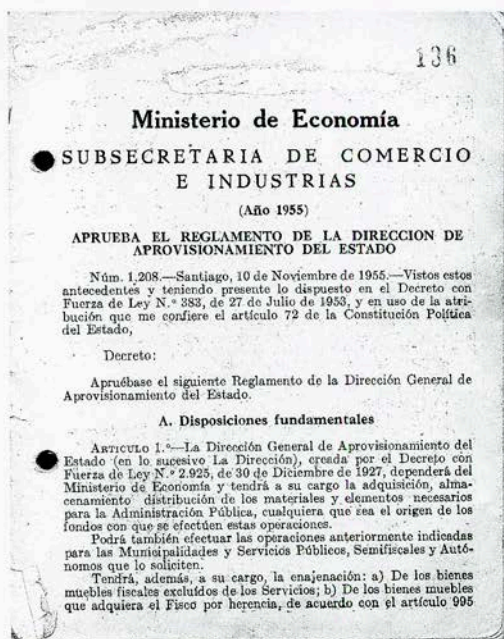 136
Ministerio de Economía
SUBSECRETARIA DE COMERCIO
E INDUSTRIAS
(Año 1955)
APRUEBA EL REGLAMENTO DE LA DIRECCION DE
APROVISIONAMIENTO DEL ESTADO
Núm. 1.208.—Santiago, 10 de Noviembre de 1955.—Vistos estos
antecedentes y teniendo presente lo dispuesto en el Decreto con
Fuerza de Ley N.º 383, de 27 de Julio de 1953, y en uso de la atri-
bución que me confiere el artículo 72 de la Constitución Política
del Estado,
Decreto:
Apruébase el siguiente Reglamento de la Dirección General de
Aprovisionamiento del Estado.
A. Disposiciones fundamentales
ARTICULO 1.º—La Dirección General de Aprovisionamiento del
Estado (en lo sucesivo La Dirección), creada por el Decreto con
Fuerza de Ley N.º 2.925, de 30 de Diciembre de 1927, dependerá del
Ministerio de Economía y tendrá a su cargo la adquisición, alma-
cenamiento distribución de los materiales y elementos necesarios
para la Administración Pública, cualquiera que sea el origen de los
fondos con que se efectúen estas operaciones.
Podrá también efectuar las operaciones anteriormente indicadas
para las Municipalidades y Servicios Públicos, Semifiscales y Autó-
nomos que lo soliciten.
Tendrá, además, a su cargo, la enajenación: a) De los bienes
muebles fiscales excluídos de los Servicios; b) De los bienes muebles
que adquiera el Fisco por herencia, de acuerdo con el artículo 995